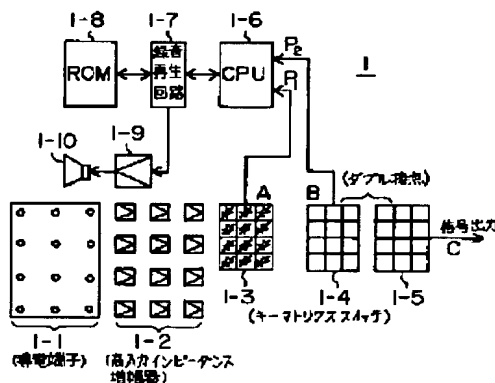 1-8
1-7
1-6
ROM
録音
再生
回路
CPU
P2
P1
1
1-9
1-10
A
B
(ダブル接点)
信号出力
C
1-3
1-4
1-5
(キーマトリクススイッチ)
1-1
(導電端子)
1-2
(高入力インピーダンス
増幅器)